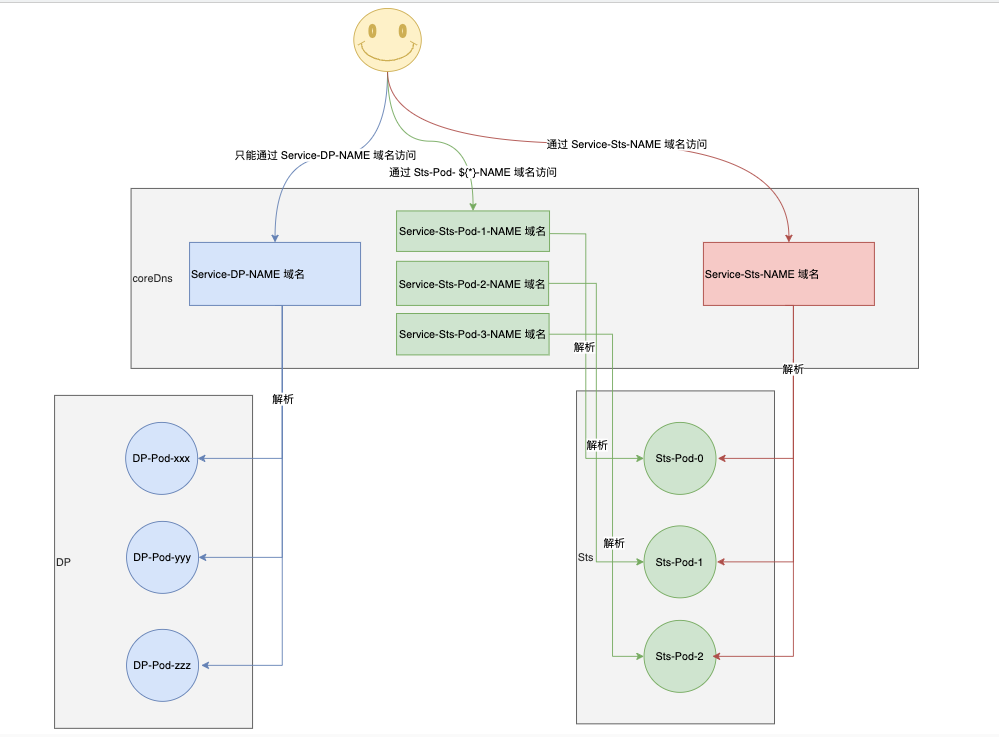 只能通过 Service-DP-NAME 域名访问
通过 Sts-Pod- ${*}-NAME 域名访问
通过 Service-Sts-NAME 域名访问
coreDns
Service-DP-NAME 域名
Service-Sts-Pod-1-NAME 域名
Service-Sts-Pod-2-NAME 域名
Service-Sts-Pod-3-NAME 域名
Service-Sts-NAME 域名
解析
解析
解析
解析
解析
DP
DP-Pod-xxx
DP-Pod-yyy
DP-Pod-zzz
Sts
Sts-Pod-0
Sts-Pod-1
Sts-Pod-2